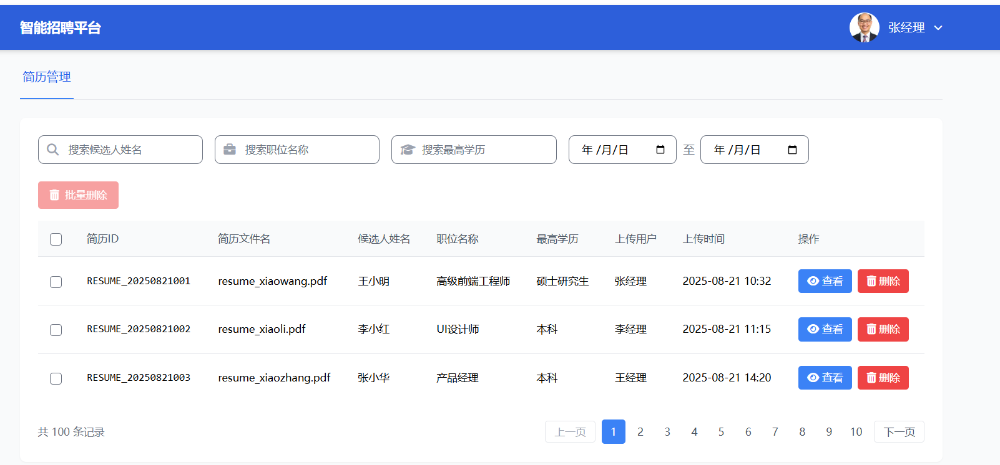 智能招聘平台 张经理
简历管理
搜索候选人姓名 搜索职位名称 搜索最高学历 年 /月/日 至 年 /月/日
批量删除
简历ID 简历文件名 候选人姓名 职位名称 最高学历 上传用户 上传时间 操作
RESUME_20250821001 resume_xiaowang.pdf 王小明 高级前端工程师 硕士研究生 张经理 2025-08-21 10:32 查看 删除
RESUME_20250821002 resume_xiaoli.pdf 李小红 UI设计师 本科 李经理 2025-08-21 11:15 查看 删除
RESUME_20250821003 resume_xiaozhang.pdf 张小华 产品经理 本科 王经理 2025-08-21 14:20 查看 删除
共 100 条记录 上一页 1 2 3 4 5 6 7 8 9 10 下一页